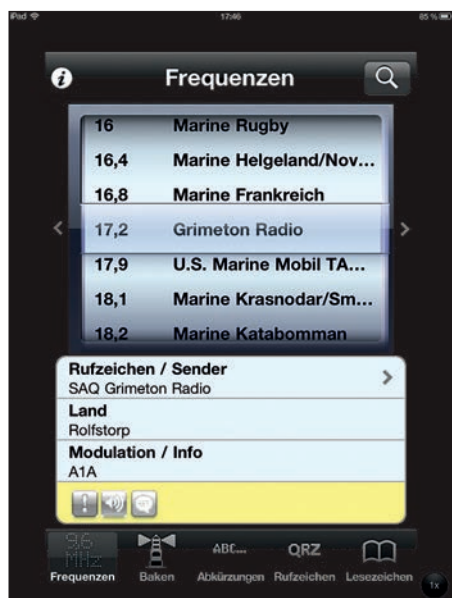 iPad 17:46 85 %
Frequenzen
16 Marine Rugby
16,4 Marine Helgeland/Nov...
16,8 Marine Frankreich
17,2 Grimeton Radio
17,9 U.S. Marine Mobil TA...
18,1 Marine Krasnodar/Sm...
18,2 Marine Katabomman
Rufzeichen / Sender
SAQ Grimeton Radio
Land
Rolfstorp
Modulation / Info
A1A
9,6 MHz ABC... QRZ
Frequenzen Baken Abkürzungen Rufzeichen Lesezeichen
1x